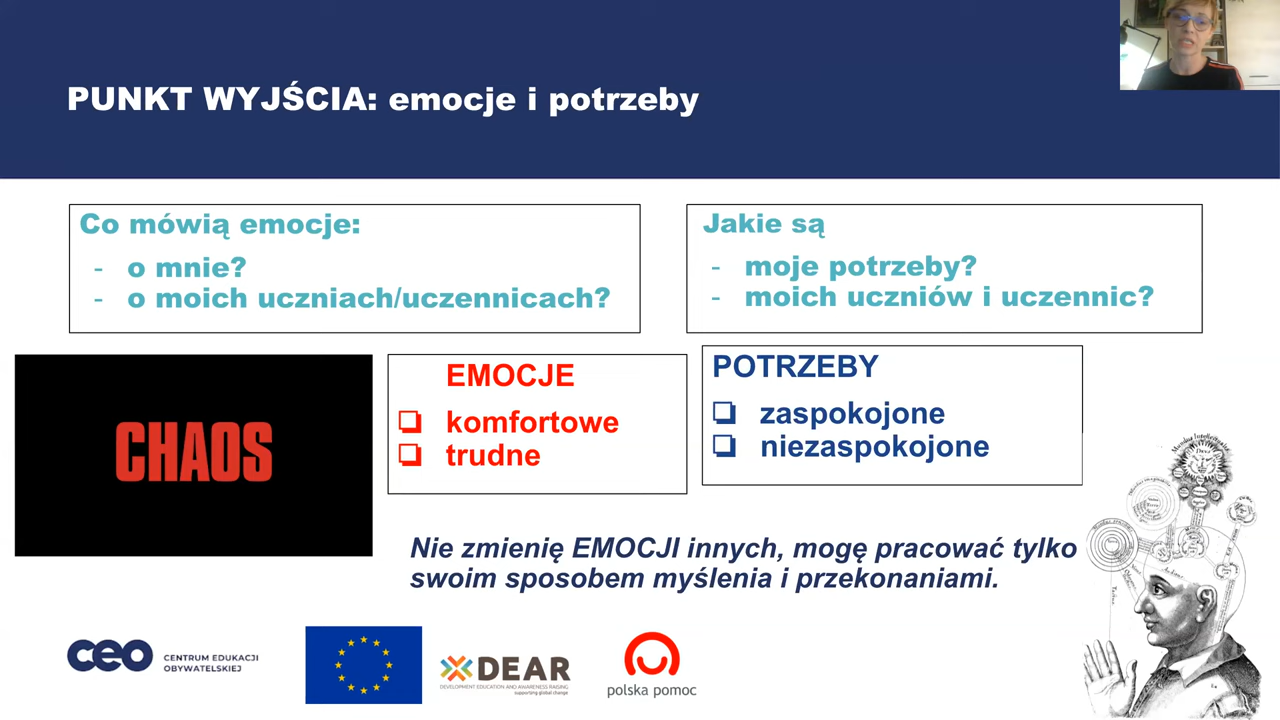 PUNKT WYJŚCIA: emocje i potrzeby
Co mówią emocje:
- o mnie?
- o moich uczniach/uczennicach?
Jakie są
- moje potrzeby?
- moich uczniów i uczennic?
CHAOS
EMOCJE
❑ komfortowe
❑ trudne
POTRZEBY
❑ zaspokojone
❑ niezaspokojone
Nie zmienię EMOCJI innych, mogę pracować tylko
swoim sposobem myślenia i przekonaniami.
ceo CENTRUM EDUKACJI
OBYWATELSKIEJ
DEAR
DEVELOPMENT EDUCATION AND AWARENESS RAISING
supporting global change
polska pomoc